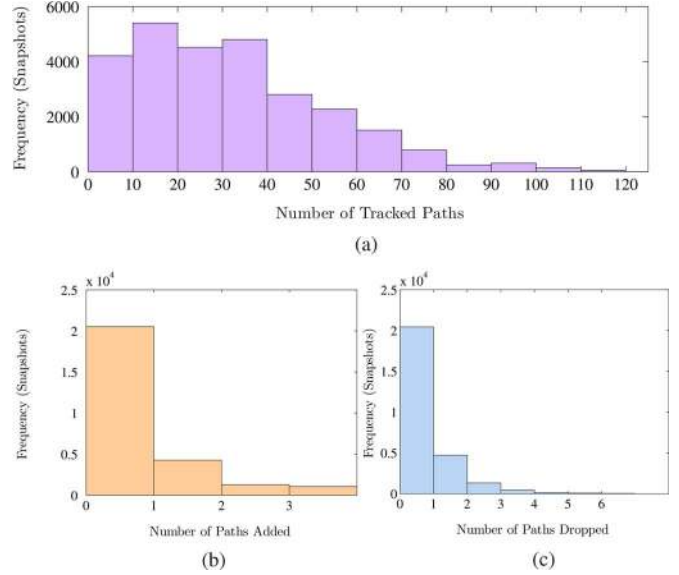 6000
4000
2000
0
Frequency (Snapshots)
0 10 20 30 40 50 60 70 80 90 100 110 120
Number of Tracked Paths
(a)
x 10^4
2.5
2
1.5
1
0.5
0
Frequency (Snapshots)
0 1 2 3
Number of Paths Added
(b)
x 10^4
2.5
2
1.5
1
0.5
0
Frequency (Snapshots)
0 1 2 3 4 5 6
Number of Paths Dropped
(c)